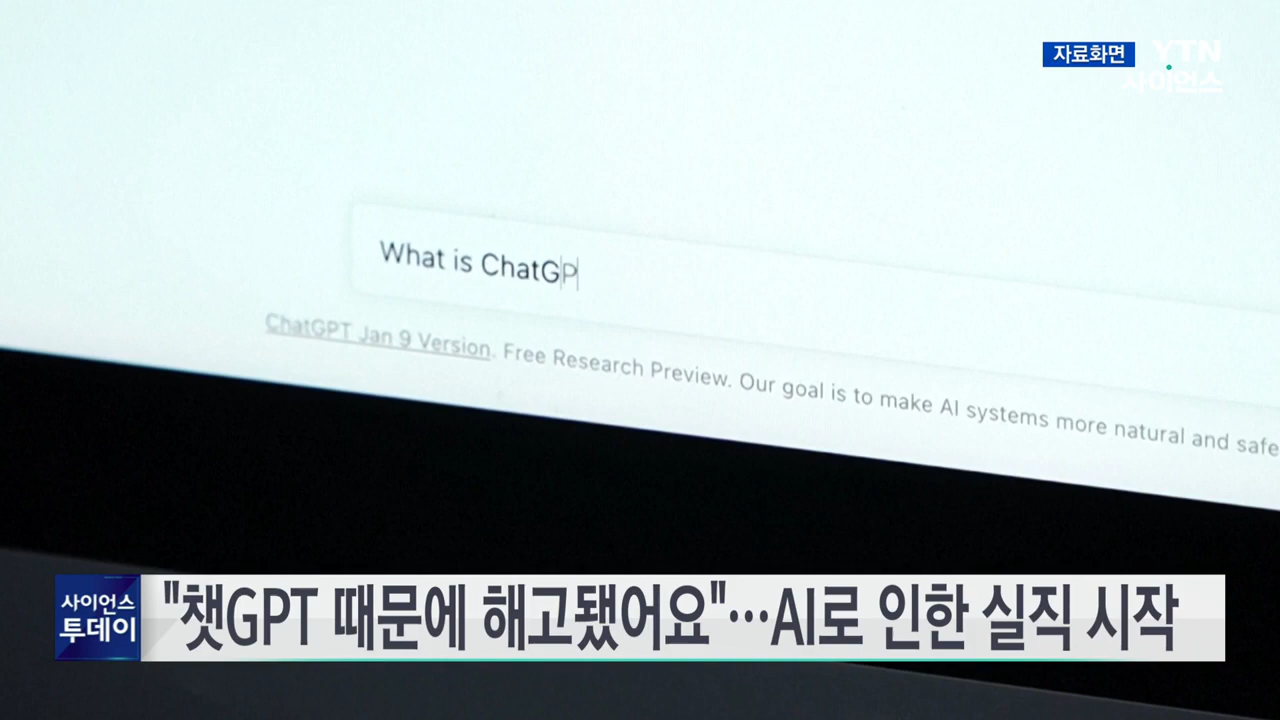 자료화면
YTN
사이언스
What is ChatGP
ChatGPT Jan 9 Version. Free Research Preview. Our goal is to make AI systems more natural and safe
사이언스
투데이
"챗GPT 때문에 해고됐어요"…AI로 인한 실직 시작